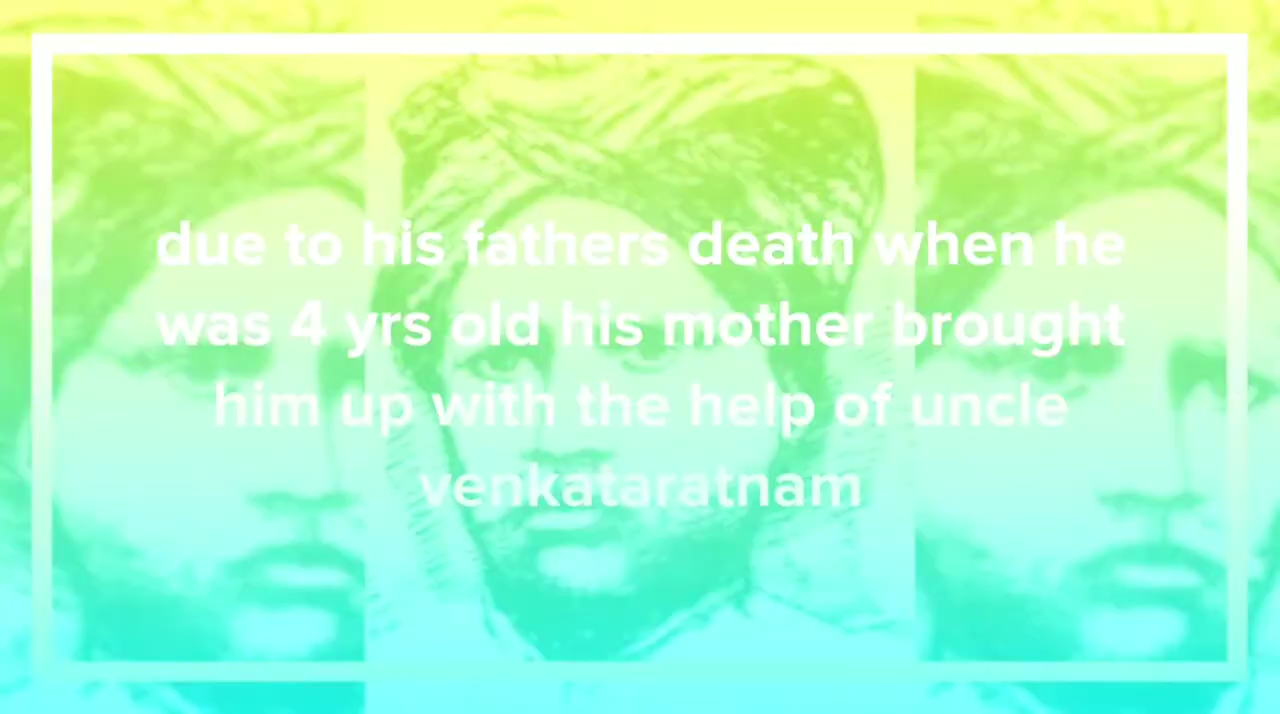 due to his fathers death when he
was 4 yrs old his mother brought
him up with the help of uncle
venkataratnam